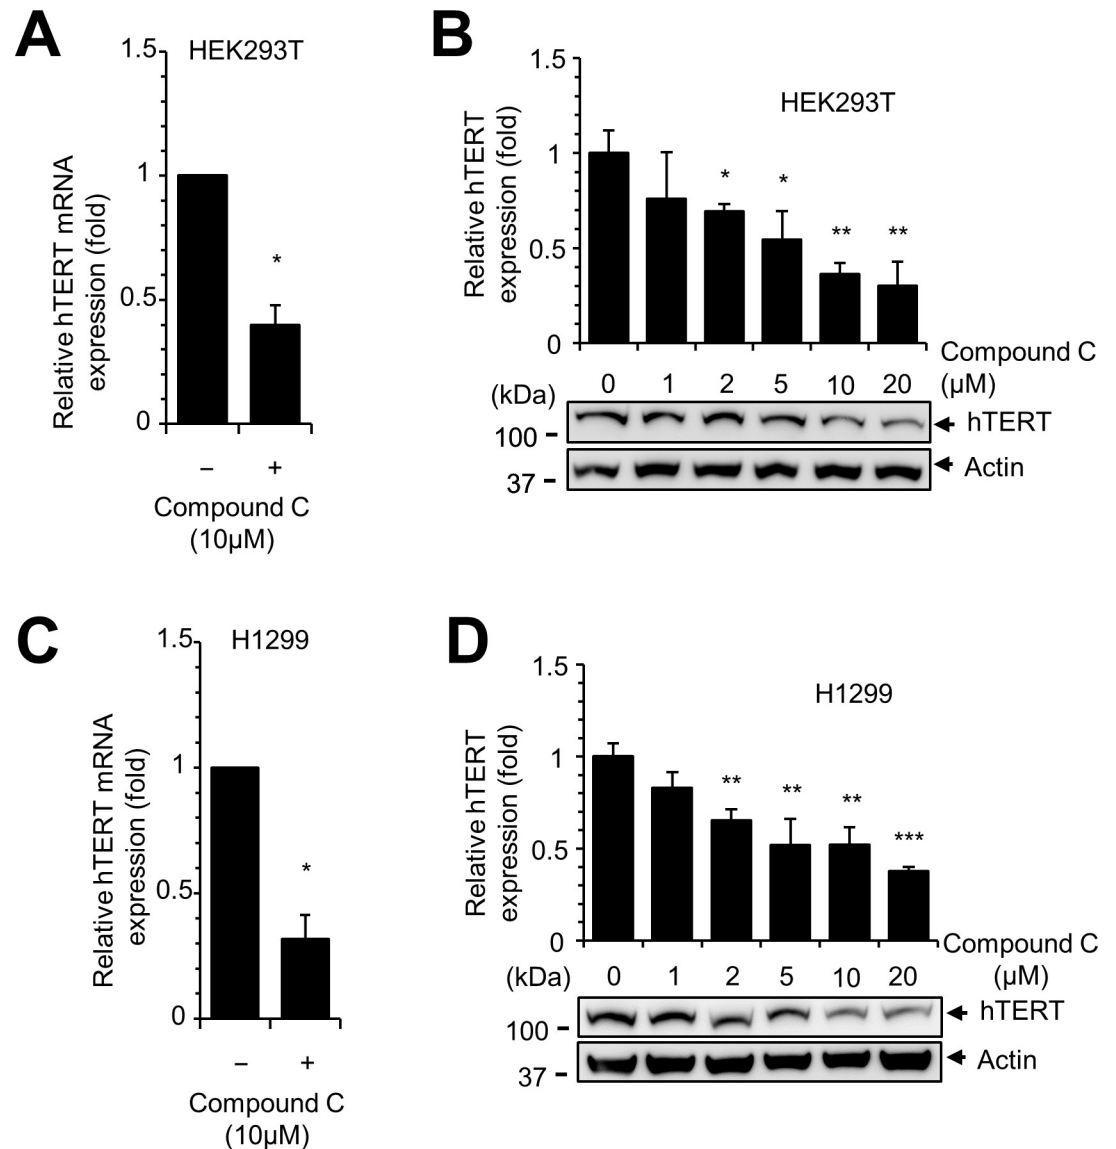 A
HEK293T
1.5
1
0.5
0
Relative hTERT mRNA
expression (fold)
*
– +
Compound C
(10µM)
B
HEK293T
1.5
1
0.5
0
Relative hTERT
expression (fold)
* * ** **
Compound C
(µM)
0 1 2 5 10 20
(kDa)
100
hTERT
37
Actin
C
H1299
1.5
1
0.5
0
Relative hTERT mRNA
expression (fold)
*
– +
Compound C
(10µM)
D
H1299
1.5
1
0.5
0
Relative hTERT
expression (fold)
** ** ** ***
Compound C
(µM)
(kDa) 0 1 2 5 10 20
100
hTERT
37
Actin